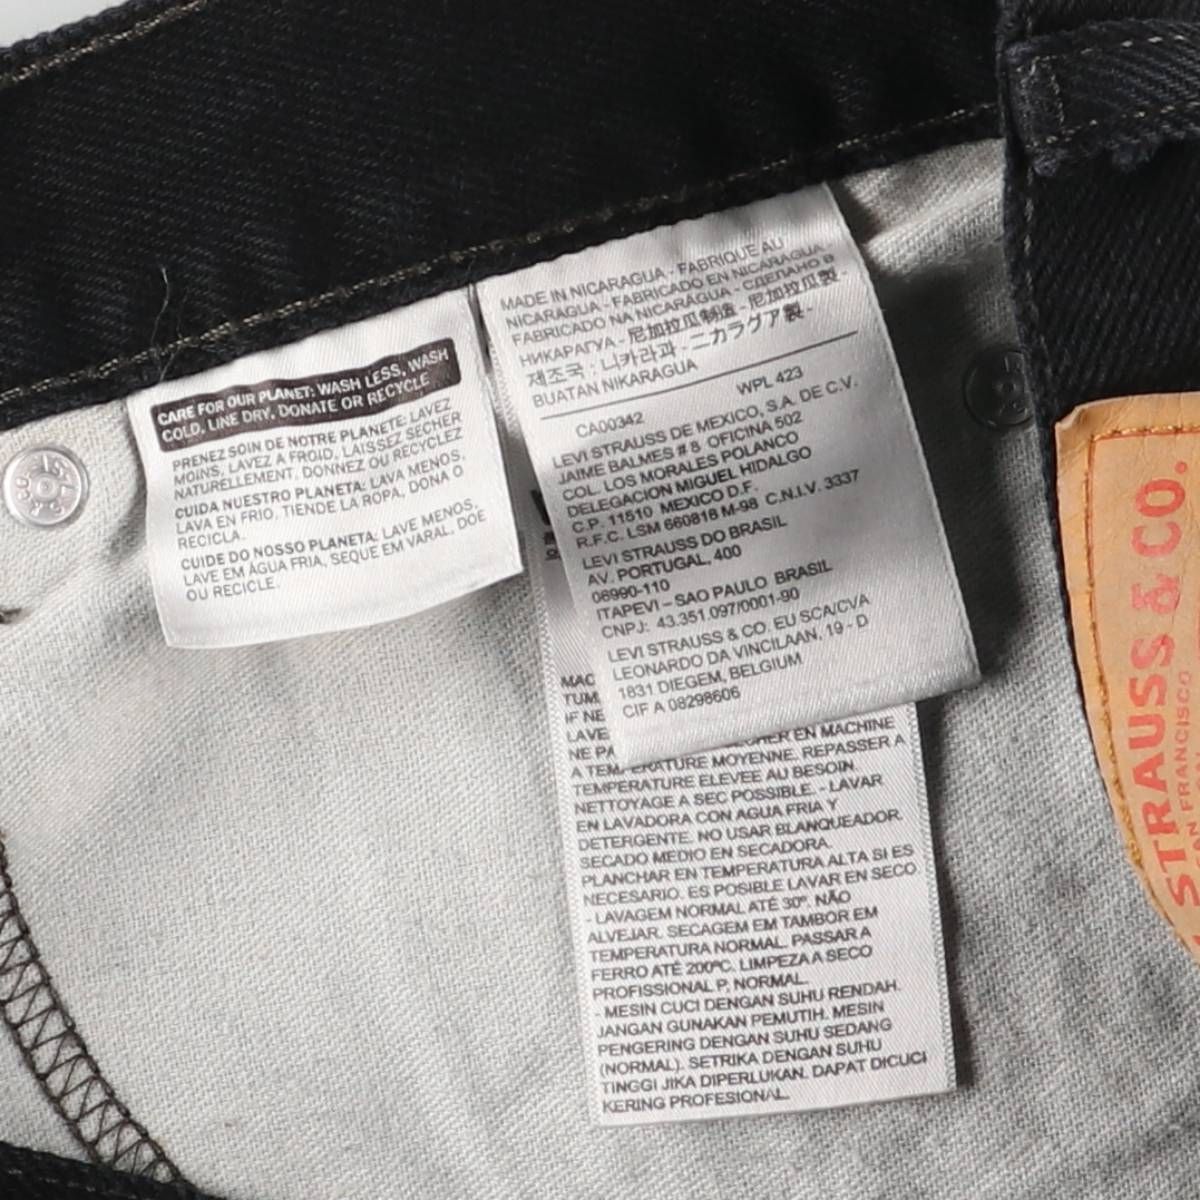 CARE FOR OUR PLANET: WASH LESS, WASH
COLD, LINE DRY, DONATE OR RECYCLE
PRENEZ SOIN DE NOTRE PLANETE: LAVEZ
MOINS, LAVEZ A FROID, LAISSEZ SÉCHER
NATURELLEMENT, DONNEZ OU RECYCLEZ
CUIDA NUESTRO PLANETA: LAVA MENOS,
LAVA EN FRIO, TIENDE LA ROPA, DONA O
RECICLA.
CUIDE DO NOSSO PLANETA: LAVE MENOS,
LAVE EM ÁGUA FRIA, SEQUE EM VARAL, DOE
OU RECICLE.
MADE IN NICARAGUA - FABRIQUE AU
NICARAGUA - FABRICADO EN NICARAGUA -
FABRICADO NA NICARAGUA - СДЕЛАНО В
НИКАРАГУА - 尼加拉瓜制造 - 尼加拉瓜製 -
제조국 : 니카라과 - ニカラグア製 -
BUATAN NIKARAGUA
CA00342 WPL 423
LEVI STRAUSS DE MEXICO, S.A. DE C.V.
JAIME BALMES # 8 OFICINA 502
COL. LOS MORALES POLANCO
DELEGACION MIGUEL HIDALGO
C.P. 11510 MEXICO D.F.
R.F.C. LSM 660818 M-98 C.N.I.V. 3337
LEVI STRAUSS DO BRASIL
AV. PORTUGAL, 400
06990-110
ITAPEVI – SAO PAULO BRASIL
CNPJ: 43.351.097/0001-90
LEVI STRAUSS & CO. EU SCA/CVA
LEONARDO DA VINCILAAN, 19 - D
1831 DIEGEM, BELGIUM
CIF A 08298606
MAC
TUM
IF NE
LAVE
NE PA
EN MACHINE
A TEMPERATURE MOYENNE. REPASSER A
TEMPERATURE ELEVEE AU BESOIN.
NETTOYAGE A SEC POSSIBLE. - LAVAR
EN LAVADORA CON AGUA FRIA Y
DETERGENTE. NO USAR BLANQUEADOR.
SECADO MEDIO EN SECADORA.
PLANCHAR EN TEMPERATURA ALTA SI ES
NECESARIO. ES POSIBLE LAVAR EN SECO
- LAVAGEM NORMAL ATÉ 30º. NÃO
ALVEJAR. SECAGEM EM TAMBOR EM
TEMPERATURA NORMAL. PASSAR A
FERRO ATÉ 200ºC. LIMPEZA A SECO
PROFISSIONAL P, NORMAL.
- MESIN CUCI DENGAN SUHU RENDAH.
JANGAN GUNAKAN PEMUTIH. MESIN
PENGERING DENGAN SUHU SEDANG
(NORMAL). SETRIKA DENGAN SUHU
TINGGI JIKA DIPERLUKAN. DAPAT DICUCI
KERING PROFESIONAL.
STRAUSS & CO.
SAN FRANCISCO